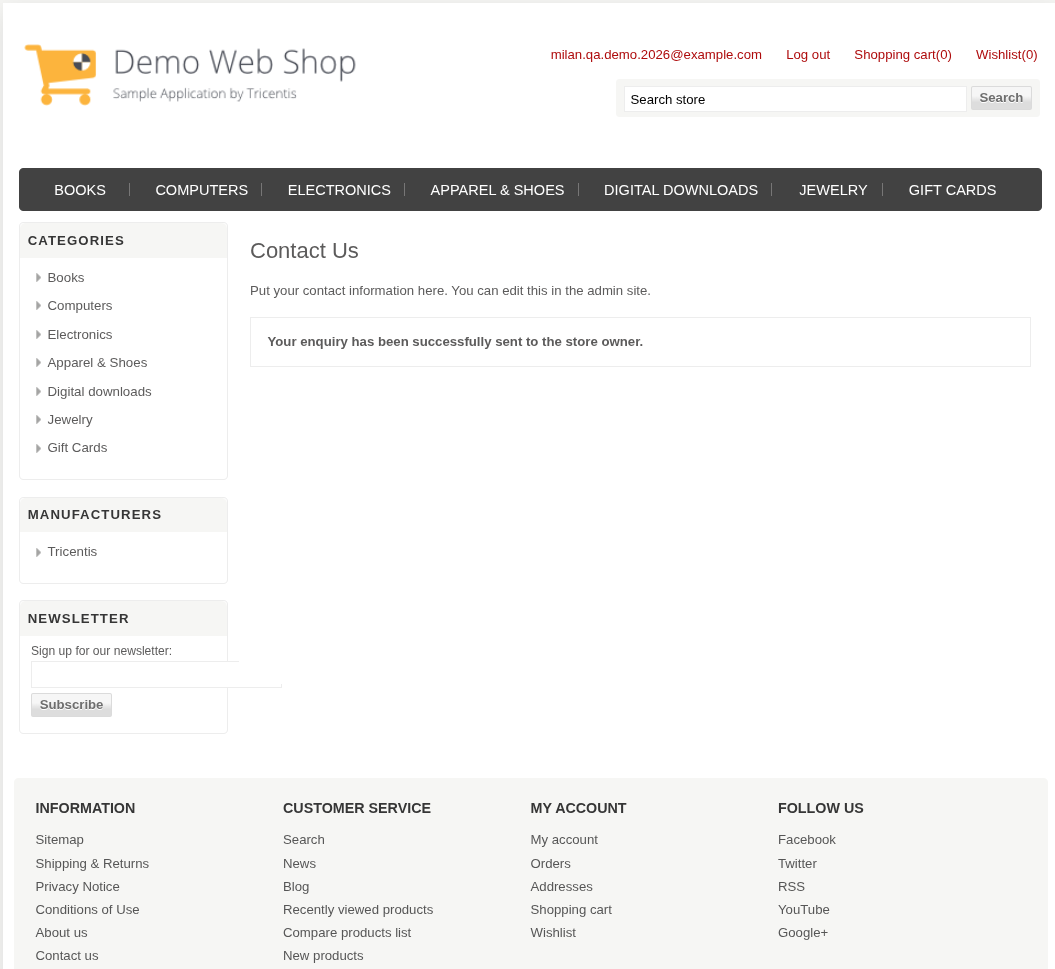 Demo Web Shop
Sample Application by Tricentis
milan.qa.demo.2026@example.com Log out Shopping cart(0) Wishlist(0)
Search store Search
BOOKS COMPUTERS ELECTRONICS APPAREL & SHOES DIGITAL DOWNLOADS JEWELRY GIFT CARDS
CATEGORIES
Books
Computers
Electronics
Apparel & Shoes
Digital downloads
Jewelry
Gift Cards
MANUFACTURERS
Tricentis
NEWSLETTER
Sign up for our newsletter:
Subscribe
Contact Us
Put your contact information here. You can edit this in the admin site.
Your enquiry has been successfully sent to the store owner.
INFORMATION
Sitemap
Shipping & Returns
Privacy Notice
Conditions of Use
About us
Contact us
CUSTOMER SERVICE
Search
News
Blog
Recently viewed products
Compare products list
New products
MY ACCOUNT
My account
Orders
Addresses
Shopping cart
Wishlist
FOLLOW US
Facebook
Twitter
RSS
YouTube
Google+